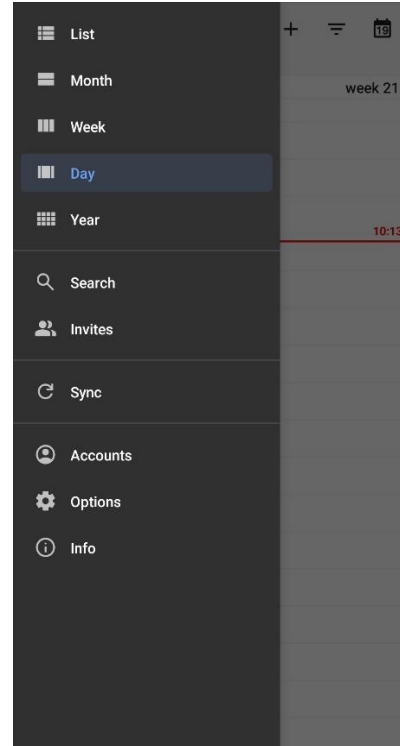 List
19
Month
week 21
Week
Day
Year
10:13
Search
Invites
Sync
Accounts
Options
Info